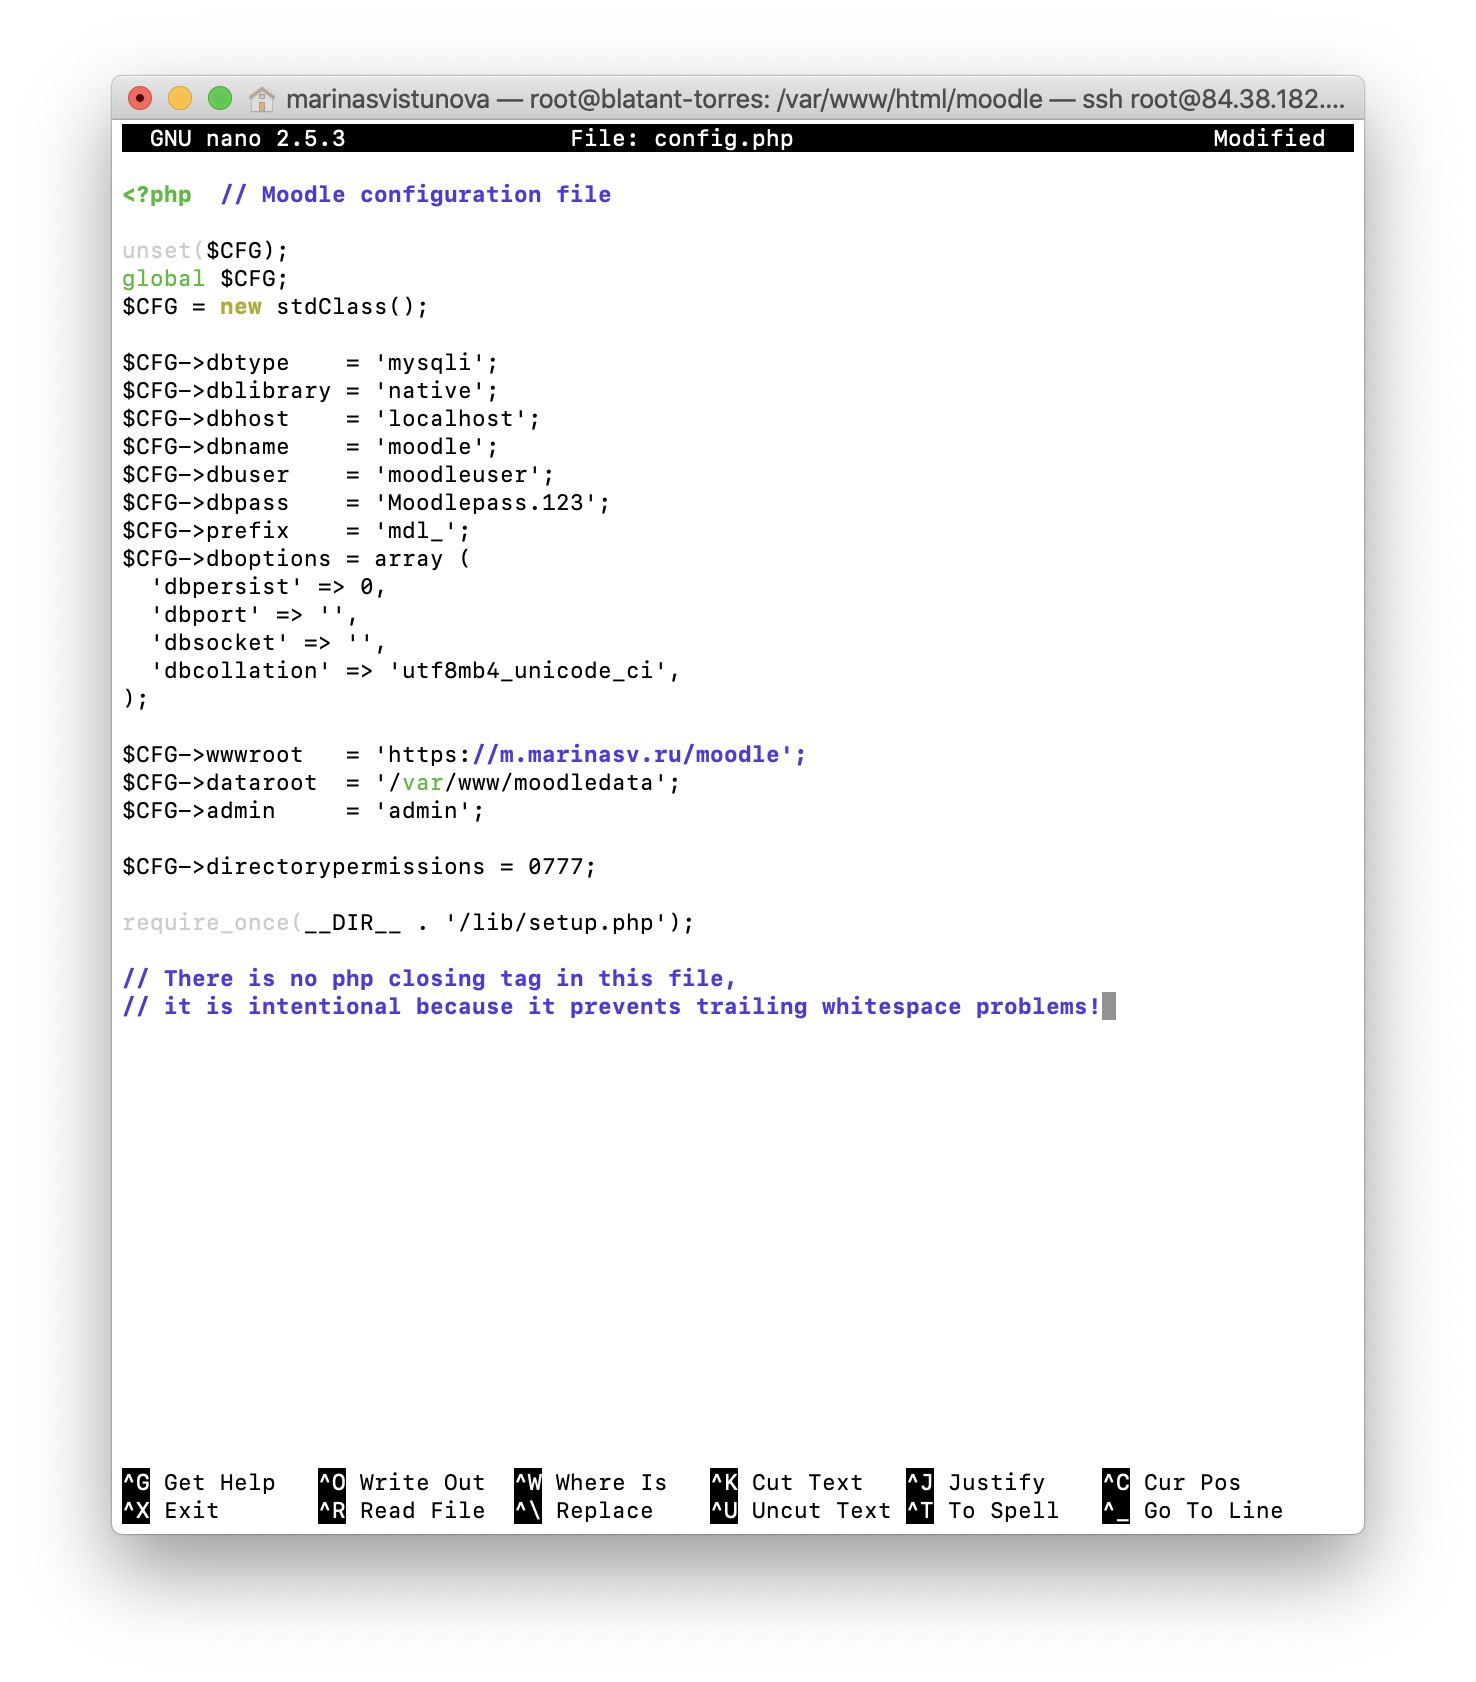 marinasvistunova — root@blatant-torres: /var/www/html/moodle — ssh root@84.38.182....
GNU nano 2.5.3 File: config.php Modified
<?php  // Moodle configuration file
unset($CFG);
global $CFG;
$CFG = new stdClass();
$CFG->dbtype    = 'mysqli';
$CFG->dblibrary = 'native';
$CFG->dbhost    = 'localhost';
$CFG->dbname    = 'moodle';
$CFG->dbuser    = 'moodleuser';
$CFG->dbpass    = 'Moodlepass.123';
$CFG->prefix    = 'mdl_';
$CFG->dboptions = array (
  'dbpersist' => 0,
  'dbport' => '',
  'dbsocket' => '',
  'dbcollation' => 'utf8mb4_unicode_ci',
);
$CFG->wwwroot   = 'https://m.marinasv.ru/moodle';
$CFG->dataroot  = '/var/www/moodledata';
$CFG->admin     = 'admin';
$CFG->directorypermissions = 0777;
require_once(__DIR__ . '/lib/setup.php');
// There is no php closing tag in this file,
// it is intentional because it prevents trailing whitespace problems!
^G Get Help ^O Write Out ^W Where Is ^K Cut Text ^J Justify ^C Cur Pos
^X Exit ^R Read File ^\ Replace ^U Uncut Text ^T To Spell ^_ Go To Line